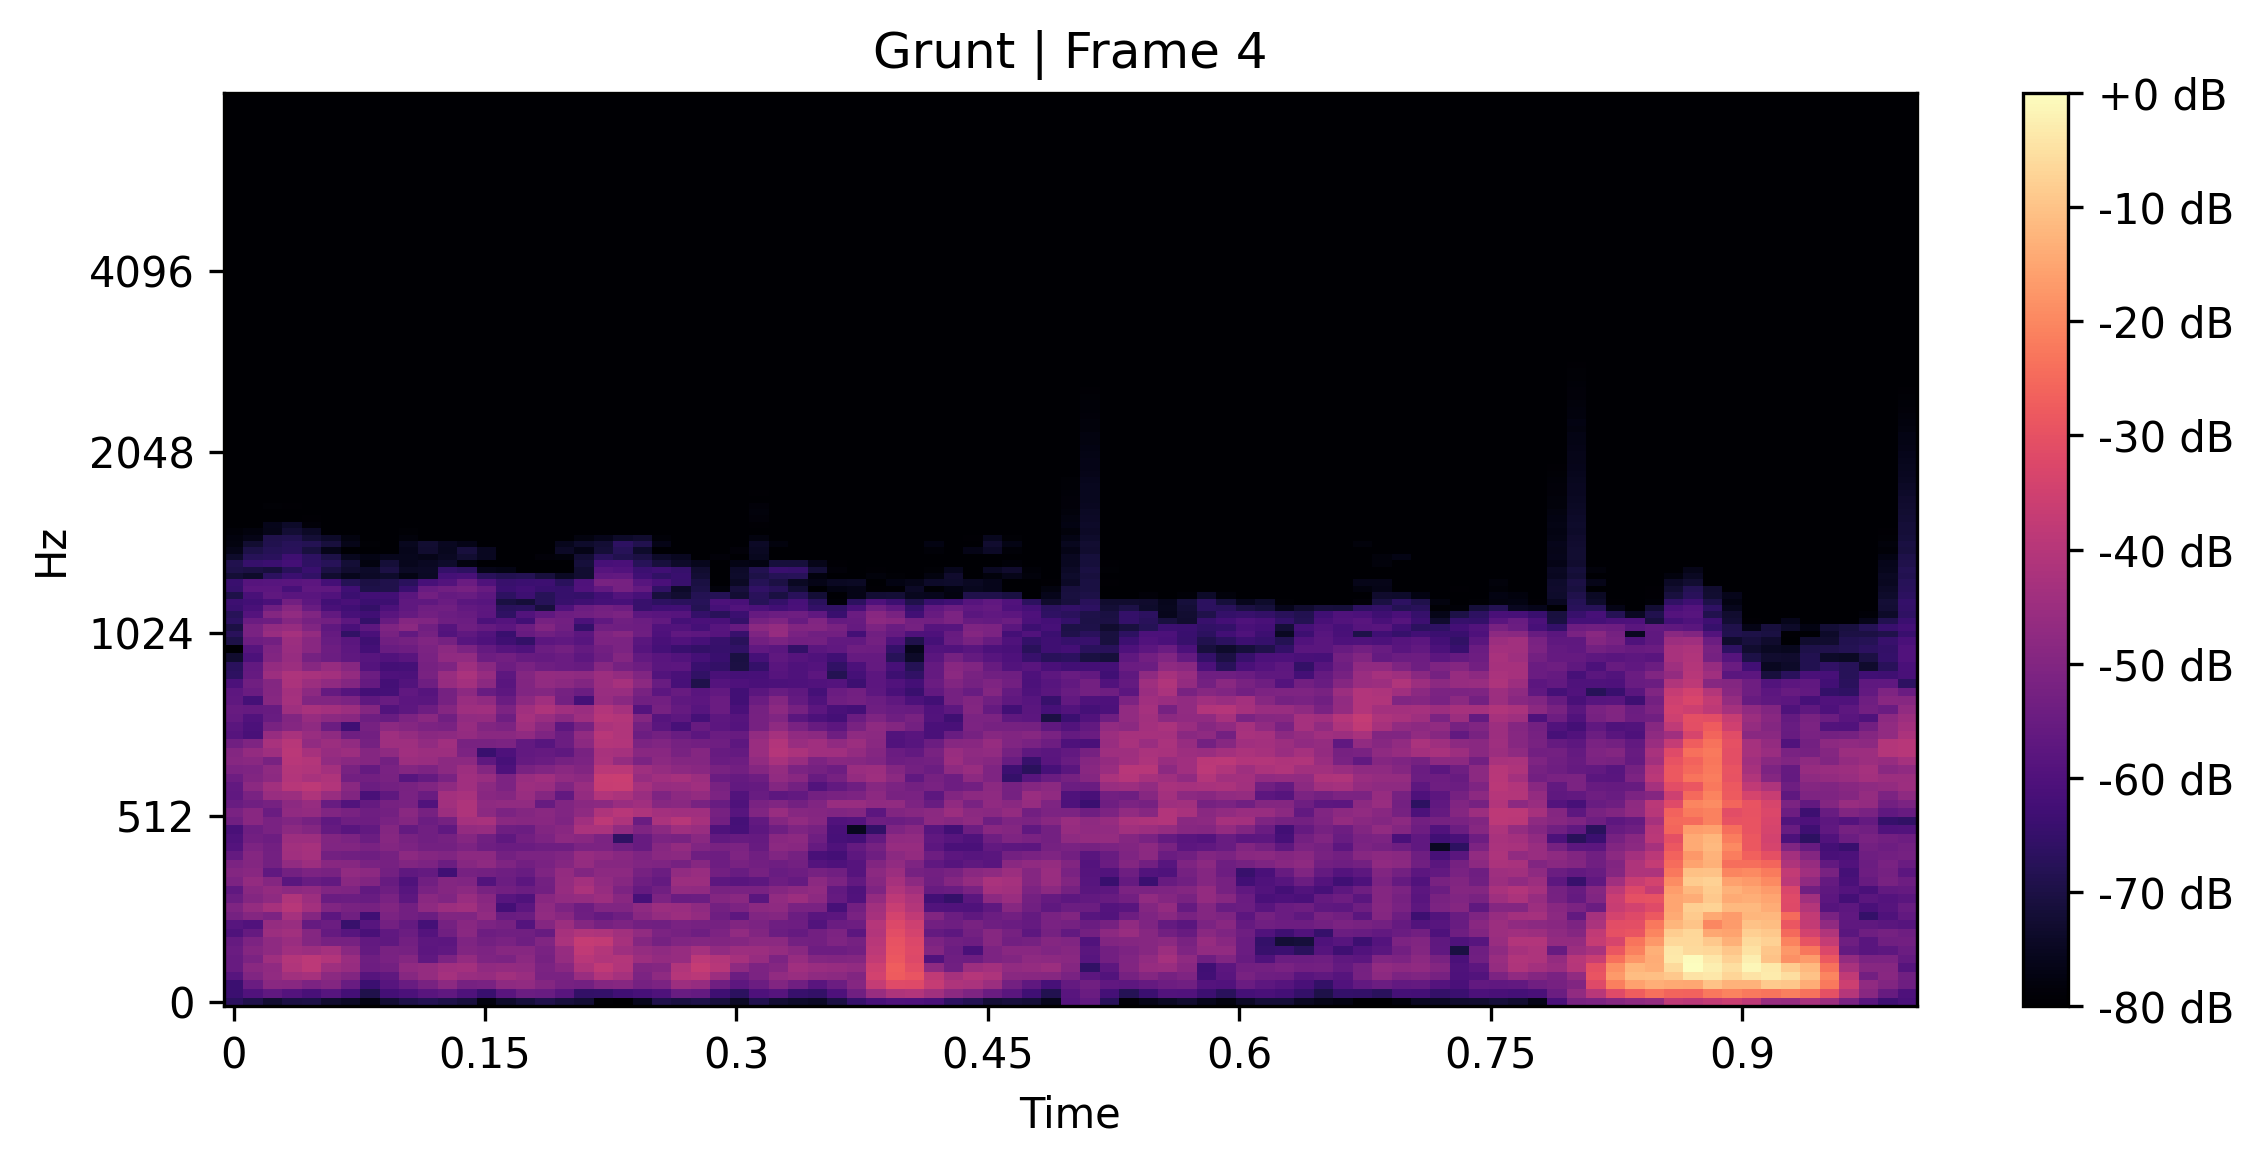 Grunt | Frame 4
Hz
4096
2048
1024
512
0
0 0.15 0.3 0.45 0.6 0.75 0.9
Time
+0 dB
-10 dB
-20 dB
-30 dB
-40 dB
-50 dB
-60 dB
-70 dB
-80 dB